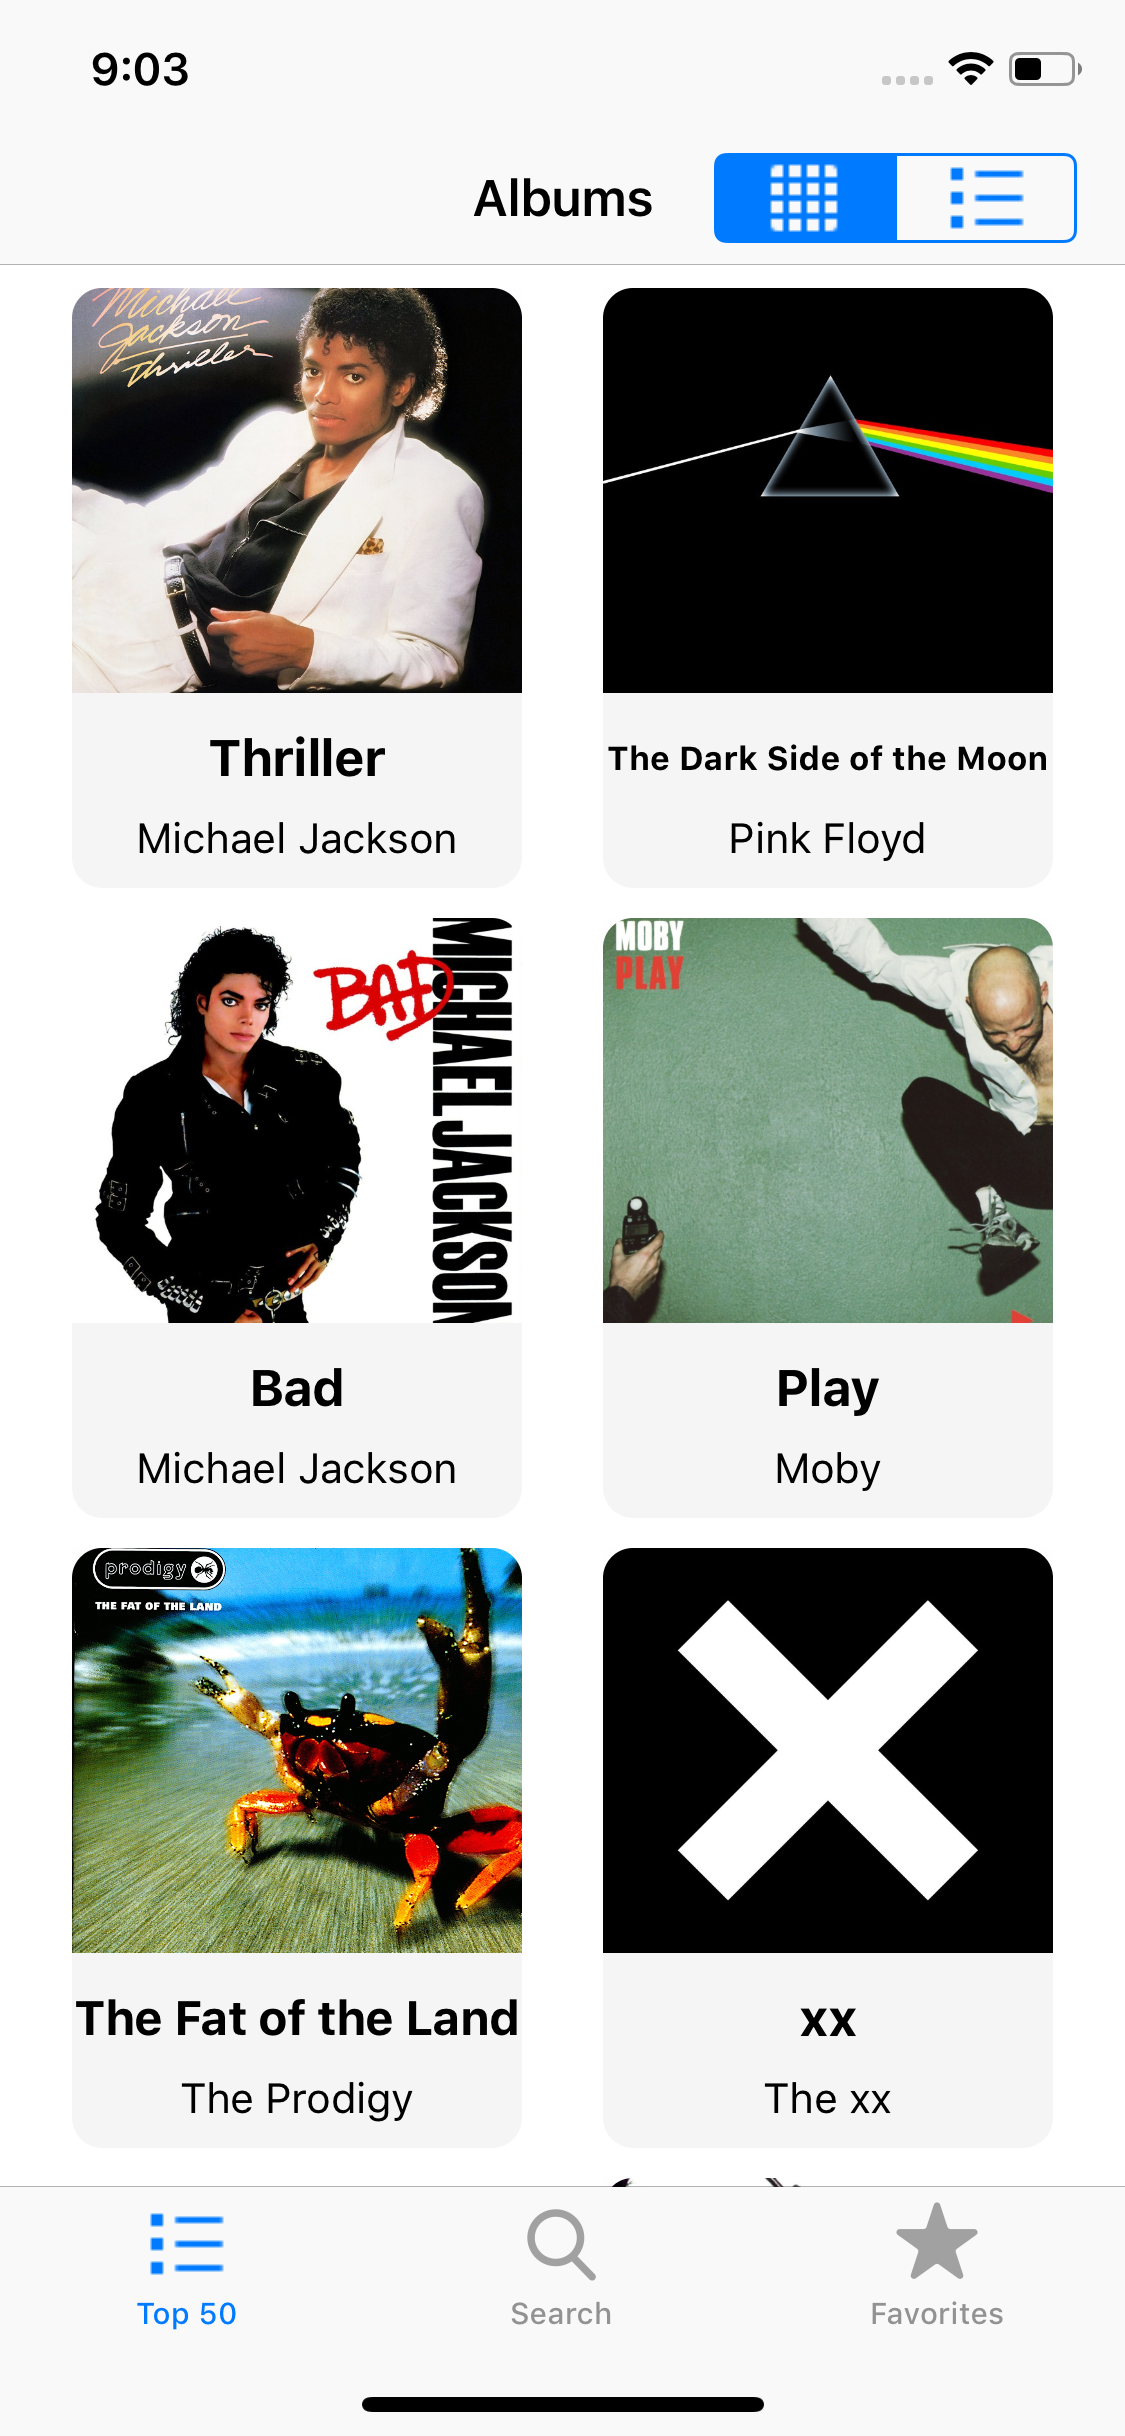 9:03
Albums
Michael
Jackson
Thriller
Thriller
Michael Jackson
The Dark Side of the Moon
Pink Floyd
BAD
MICHAEL JACKSON
Bad
Michael Jackson
MOBY
PLAY
Play
Moby
prodigy
THE FAT OF THE LAND
The Fat of the Land
The Prodigy
xx
The xx
Top 50
Search
Favorites